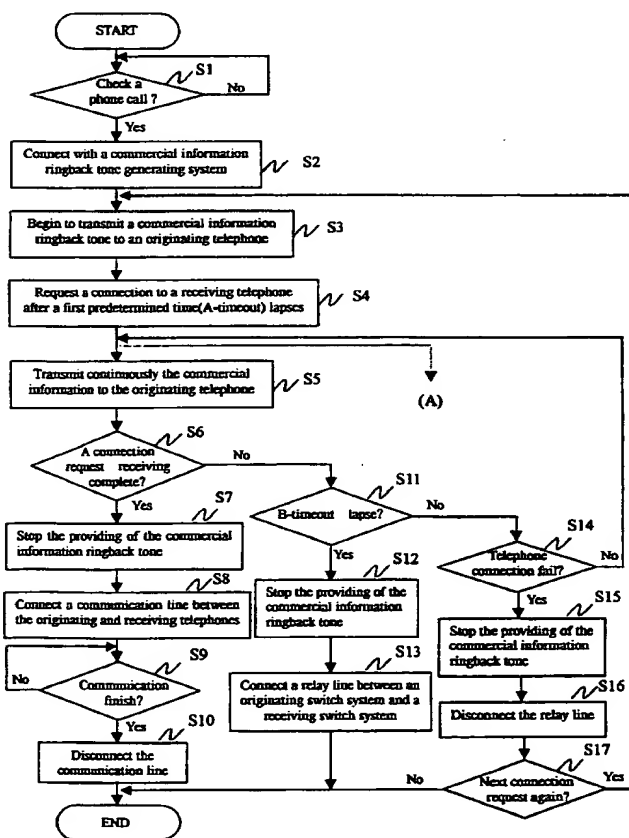 START
S1
Check a
phone call ?
No
Yes
Connect with a commercial information
ringback tone generating system
S2
Begin to transmit a commercial information
ringback tone to an originating telephone
S3
Request a connection to a receiving telephone
after a first predetermined time(A-timeout) lapses
S4
Transmit continuously the commercial
information to the originating telephone
S5
(A)
S6
A connection
request receiving
complete?
No
Yes
S7
Stop the providing of the commercial
information ringback tone
S8
Connect a communication line between
the originating and receiving telephones
S9
Communication
finish?
No
Yes
S10
Disconnect the
communication line
END
S11
B-timeout lapse?
No
Yes
S12
Stop the providing of the
commercial information
ringback tone
S13
Connect a relay line between an
originating switch system and a
receiving switch system
S14
Telephone
connection fail?
No
Yes
S15
Stop the providing of the
commercial information
ringback tone
S16
Disconnect the relay line
S17
Next connection
request again?
No
Yes